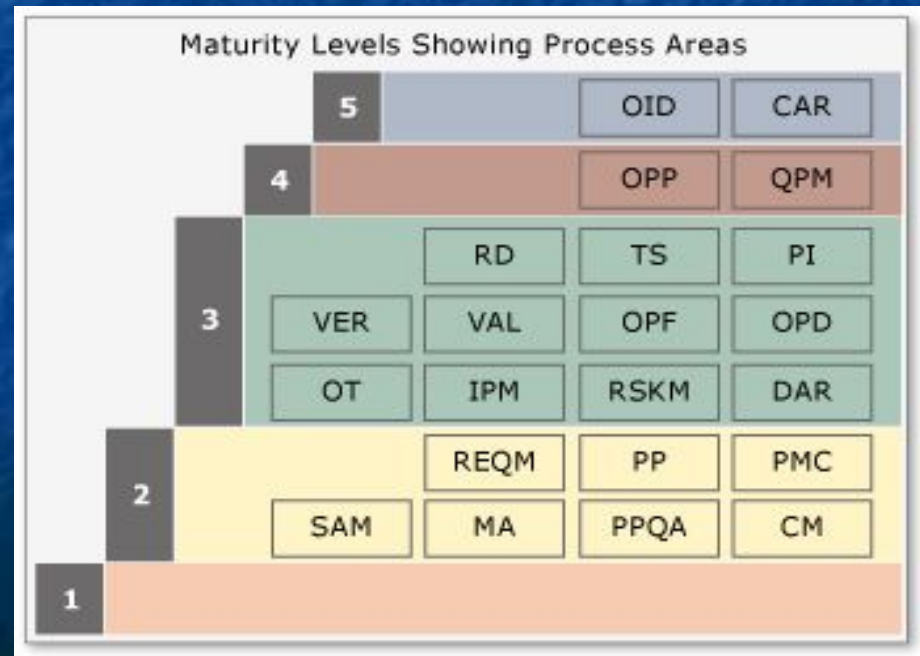 Maturity Levels Showing Process Areas
5 OID CAR
4 OPP QPM
RD TS PI
3 VER VAL OPF OPD
OT IPM RSKM DAR
REQM PP PMC
2
SAM MA PPQA CM
1